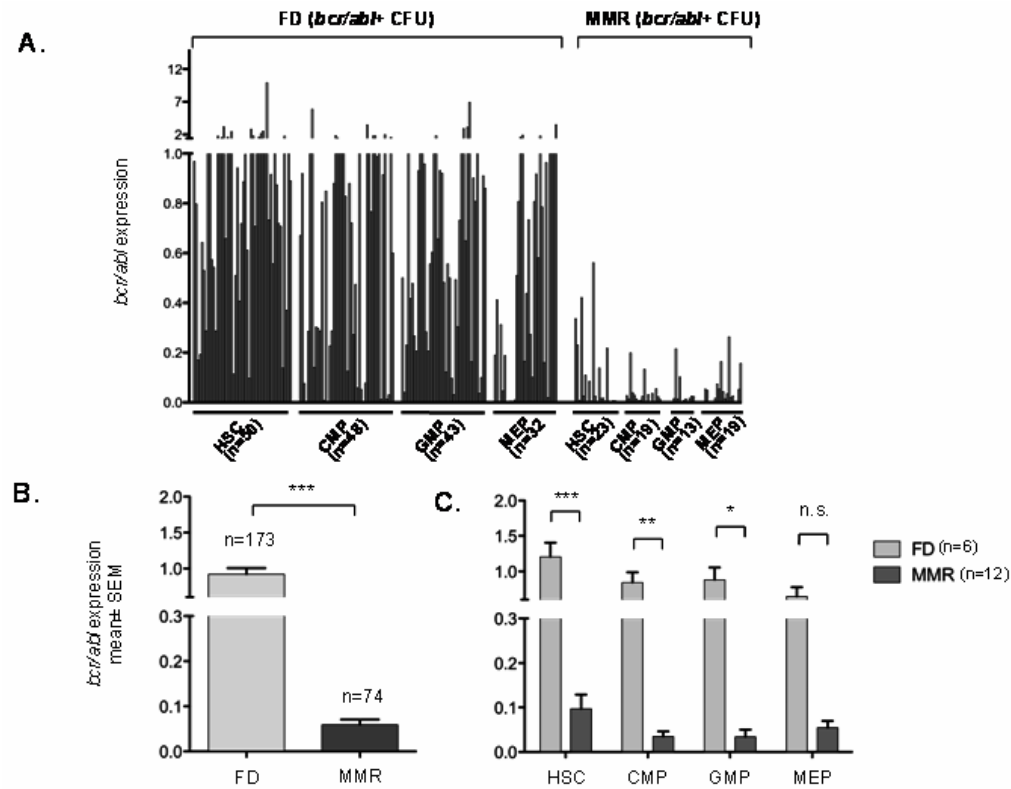 FD (bcr/abl+ CFU) MMR (bcr/abl+ CFU)
A.
12
7
2
1.0
0.8
0.6
0.4
0.2
0.0
bcr/abl expression
HSC (n=50)
CMP (n=48)
GMP (n=43)
MEP (n=32
HSC (n=23)
CMP (n=19)
GMP (n=13)
MEP (n=19)
B.
2.0
1.5
1.0
0.3
0.2
0.1
0.0
bcr/abl expression
mean± SEM
***
n=173
n=74
FD MMR
C.
2.0
1.5
1.0
0.3
0.2
0.1
0.0
*** ** * n.s.
HSC CMP GMP MEP
FD (n=6)
MMR (n=12)